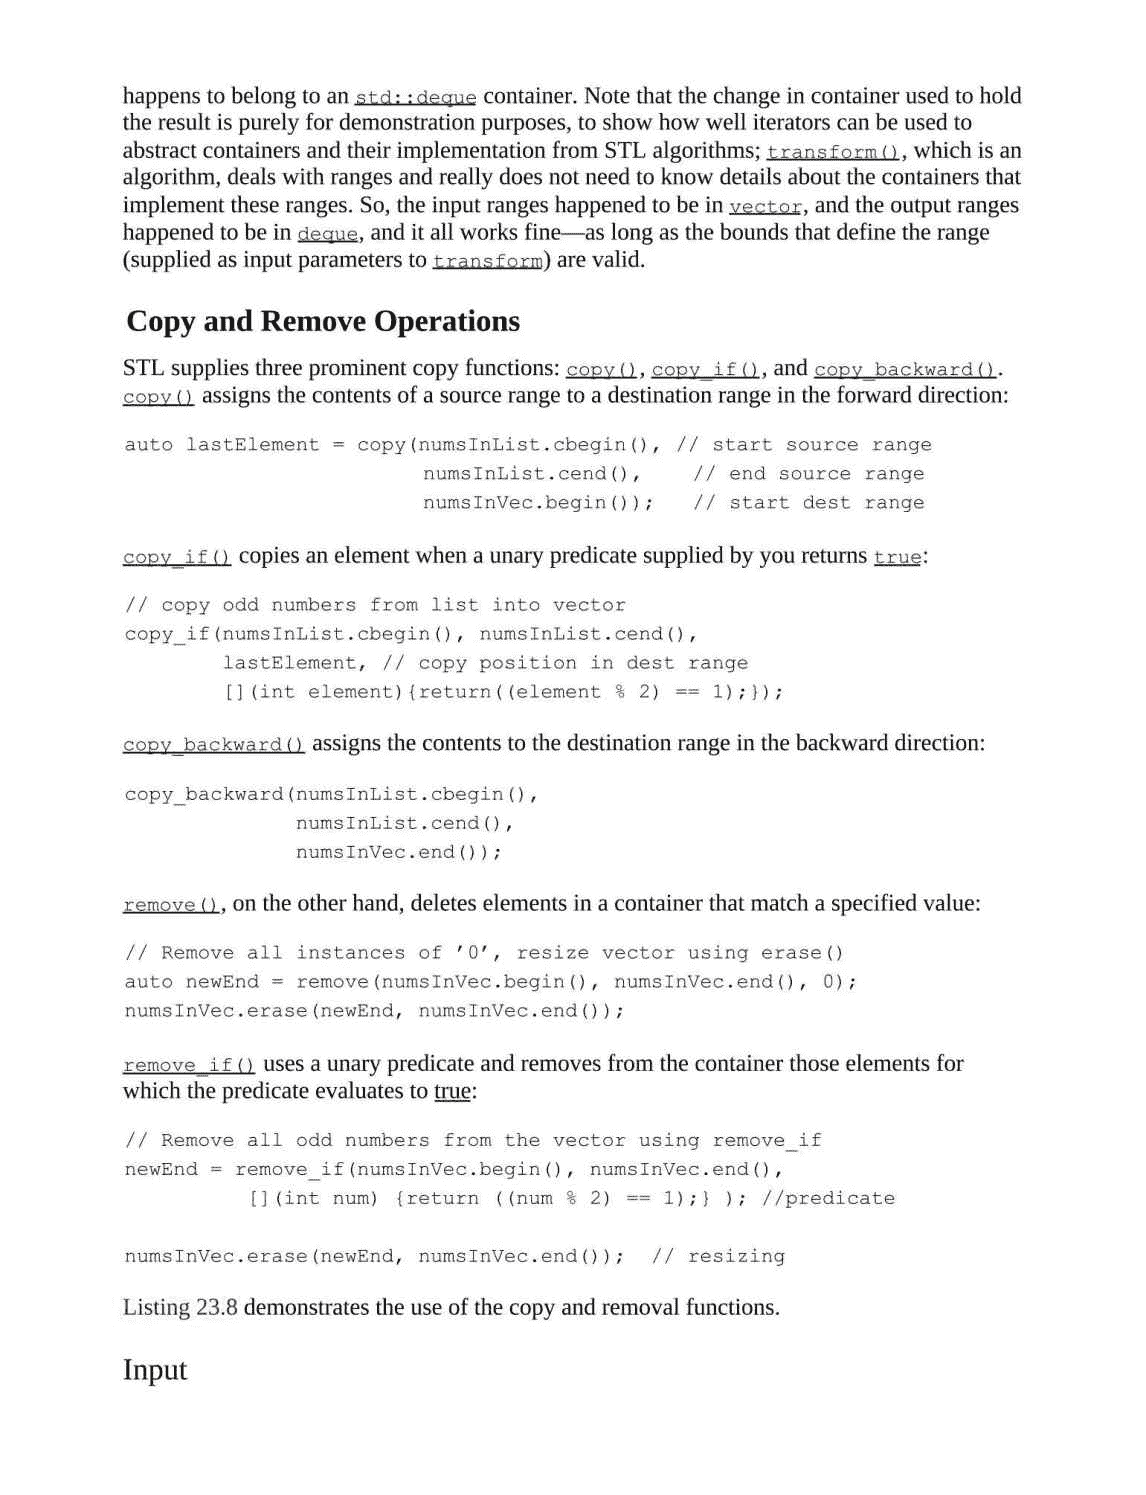 happens to belong to an std::deque container. Note that the change in container used to hold
the result is purely for demonstration purposes, to show how well iterators can be used to
abstract containers and their implementation from STL algorithms; transform(), which is an
algorithm, deals with ranges and really does not need to know details about the containers that
implement these ranges. So, the input ranges happened to be in vector, and the output ranges
happened to be in deque, and it all works fine—as long as the bounds that define the range
(supplied as input parameters to transform) are valid.
Copy and Remove Operations
STL supplies three prominent copy functions: copy(), copy_if(), and copy_backward().
copy() assigns the contents of a source range to a destination range in the forward direction:
auto lastElement = copy(numsInList.cbegin(), // start source range
numsInList.cend(), // end source range
numsInVec.begin()); // start dest range
copy_if() copies an element when a unary predicate supplied by you returns true:
// copy odd numbers from list into vector
copy_if(numsInList.cbegin(), numsInList.cend(),
lastElement, // copy position in dest range
[](int element){return((element % 2) == 1);});
copy_backward() assigns the contents to the destination range in the backward direction:
copy_backward(numsInList.cbegin(),
numsInList.cend(),
numsInVec.end());
remove(), on the other hand, deletes elements in a container that match a specified value:
// Remove all instances of '0', resize vector using erase()
auto newEnd = remove(numsInVec.begin(), numsInVec.end(), 0);
numsInVec.erase(newEnd, numsInVec.end());
remove_if() uses a unary predicate and removes from the container those elements for
which the predicate evaluates to true:
// Remove all odd numbers from the vector using remove_if
newEnd = remove_if(numsInVec.begin(), numsInVec.end(),
[](int num) {return ((num % 2) == 1);} ); //predicate
numsInVec.erase(newEnd, numsInVec.end()); // resizing
Listing 23.8 demonstrates the use of the copy and removal functions.
Input